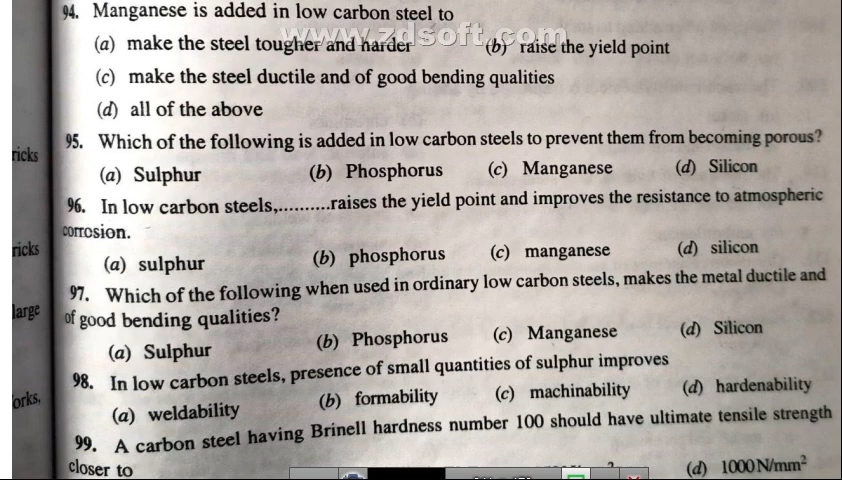 94. Manganese is added in low carbon steel to
www.zdsoft.com
(a) make the steel tougher and harder (b) raise the yield point
(c) make the steel ductile and of good bending qualities
(d) all of the above
95. Which of the following is added in low carbon steels to prevent them from becoming porous?
ricks
(a) Sulphur (b) Phosphorus (c) Manganese (d) Silicon
96. In low carbon steels,..........raises the yield point and improves the resistance to atmospheric
corrosion.
ricks
(a) sulphur (b) phosphorus (c) manganese (d) silicon
97. Which of the following when used in ordinary low carbon steels, makes the metal ductile and
large
of good bending qualities?
(a) Sulphur (b) Phosphorus (c) Manganese (d) Silicon
98. In low carbon steels, presence of small quantities of sulphur improves
orks,
(a) weldability (b) formability (c) machinability (d) hardenability
99. A carbon steel having Brinell hardness number 100 should have ultimate tensile strength
closer to
(d) 1000 N/mm²